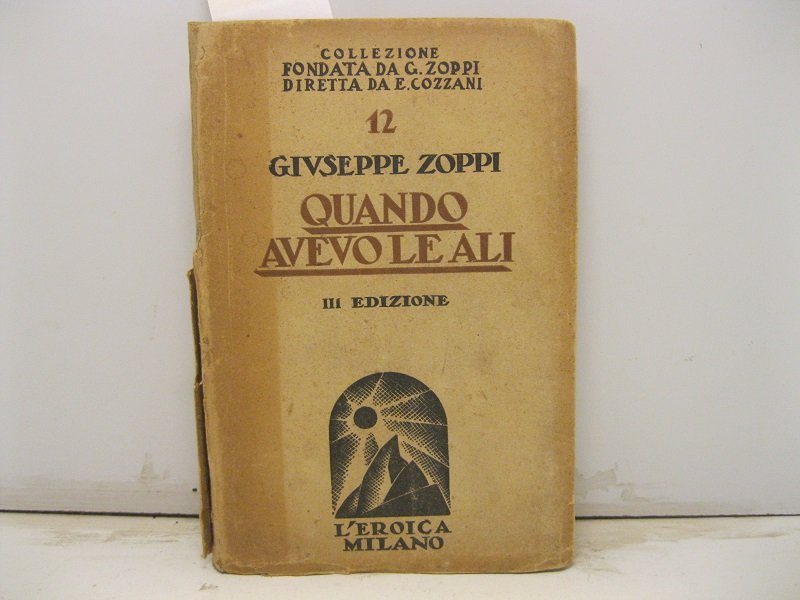 COLLEZIONE
FONDATA DA G. ZOPPI
DIRETTA DA E. COZZANI
12
GIVSEPPE ZOPPI
QUANDO
AVEVO LE ALI
III EDIZIONE
L'EROICA
MILANO